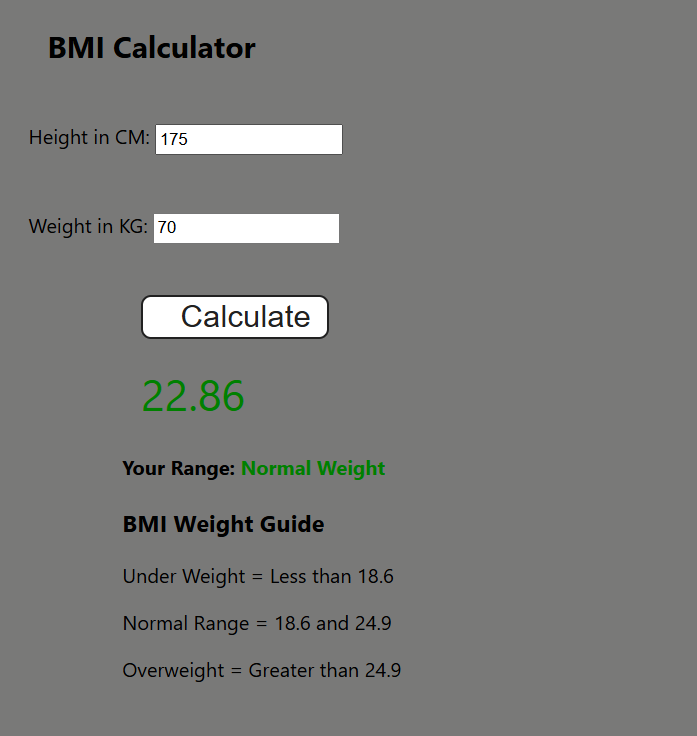 BMI Calculator
Height in CM: 175
Weight in KG: 70
Calculate
22.86
Your Range: Normal Weight
BMI Weight Guide
Under Weight = Less than 18.6
Normal Range = 18.6 and 24.9
Overweight = Greater than 24.9